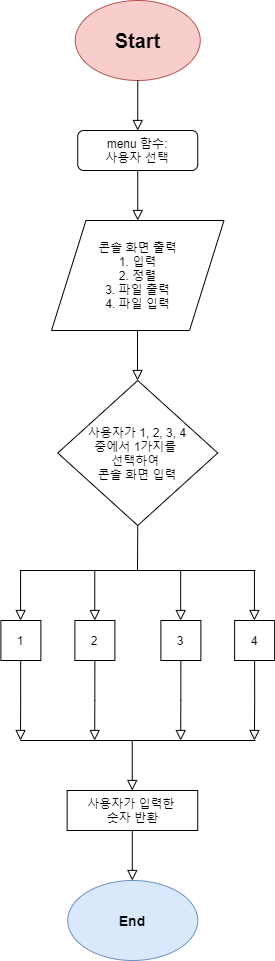 Start
menu 함수:
사용자 선택
콘솔 화면 출력
1. 입력
2. 정렬
3. 파일 출력
4. 파일 입력
사용자가 1, 2, 3, 4
중에서 1가지를
선택하여
콘솔 화면 입력
1 2 3 4
사용자가 입력한
숫자 반환
End